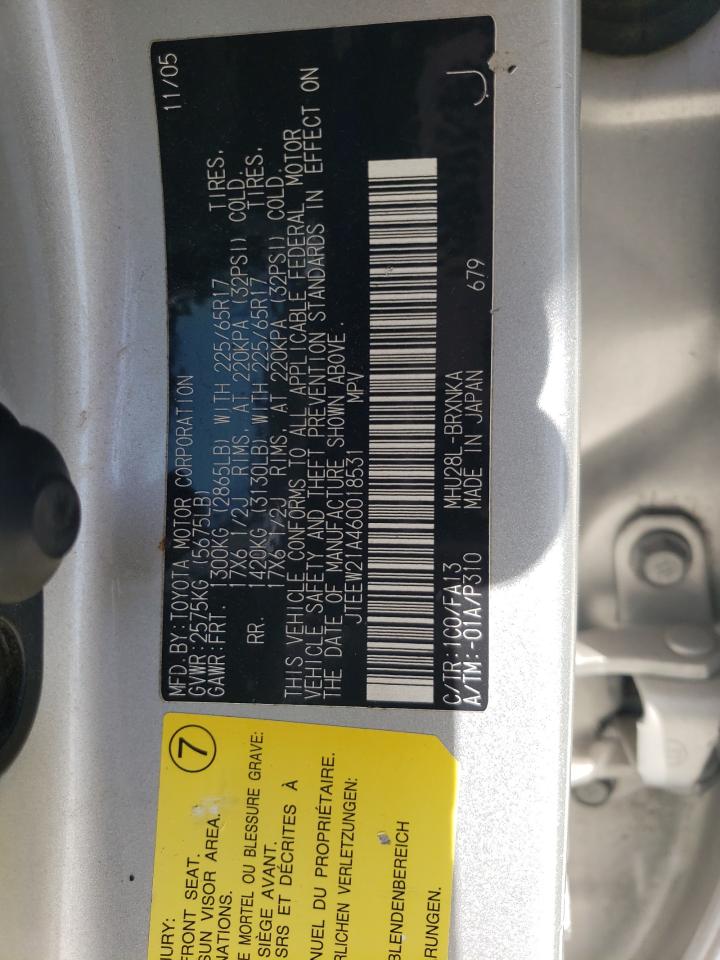 MFD. BY: TOYOTA MOTOR CORPORATION 11/05
GVWR: 2575KG (5675LB)
GAWR: FRT. 1300KG (2865LB) WITH 225/65R17 TIRES,
17X6 1/2J RIMS, AT 220KPA (32PSI) COLD.
RR. 1420KG (3130LB) WITH 225/65R17 TIRES,
17X6 1/2J RIMS, AT 220KPA (32PSI) COLD.
THIS VEHICLE CONFORMS TO ALL APPLICABLE FEDERAL MOTOR
VEHICLE SAFETY AND THEFT PREVENTION STANDARDS IN EFFECT ON
THE DATE OF MANUFACTURE SHOWN ABOVE.
JTEEW21A460018531 MPV
C/TR: 1C0/FA13 MHU28L-BRXNKA 679
A/TM: -01A/P310 MADE IN JAPAN
J
7
JURY:
FRONT SEAT.
SUN VISOR AREA.
NATIONS.
E MORTEL OU BLESSURE GRAVE:
SIÈGE AVANT.
SRS ET DÉCRITES À
NUEL DU PROPRIÉTAIRE.
RLICHEN VERLETZUNGEN:
BLENDENBEREICH
RUNGEN.